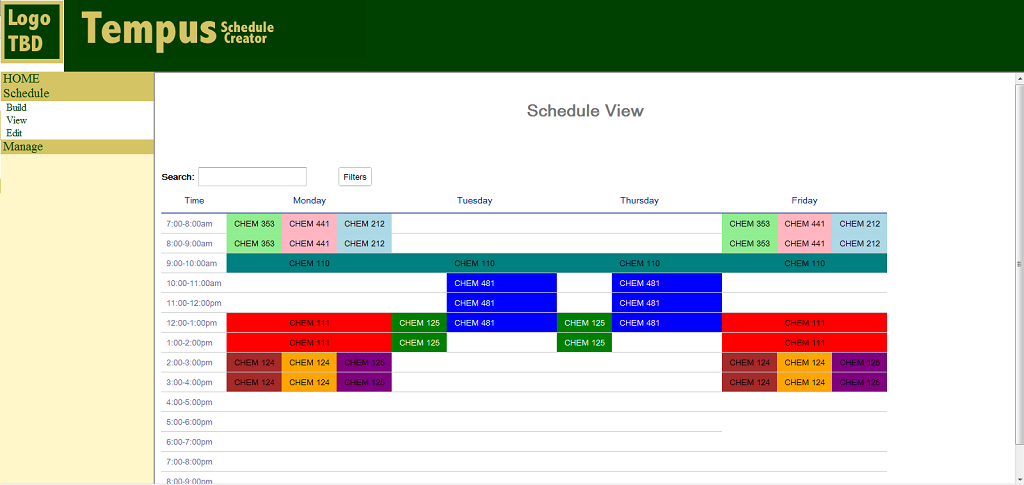 Logo
TBD
Tempus Schedule Creator
HOME
Schedule
Build
View
Edit
Manage
Schedule View
Search: Filters
Time Monday Tuesday Thursday Friday
7:00-8:00am CHEM 353 CHEM 441 CHEM 212 CHEM 353 CHEM 441 CHEM 212
8:00-9:00am CHEM 353 CHEM 441 CHEM 212 CHEM 353 CHEM 441 CHEM 212
9:00-10:00am CHEM 110 CHEM 110 CHEM 110 CHEM 110
10:00-11:00am CHEM 481 CHEM 481
11:00-12:00pm CHEM 481 CHEM 481
12:00-1:00pm CHEM 111 CHEM 125 CHEM 481 CHEM 125 CHEM 481 CHEM 111
1:00-2:00pm CHEM 111 CHEM 125 CHEM 125 CHEM 111
2:00-3:00pm CHEM 124 CHEM 124 CHEM 125 CHEM 124 CHEM 124 CHEM 125
3:00-4:00pm CHEM 124 CHEM 124 CHEM 125 CHEM 124 CHEM 124 CHEM 125
4:00-5:00pm
5:00-6:00pm
6:00-7:00pm
7:00-8:00pm
8:00-9:00pm